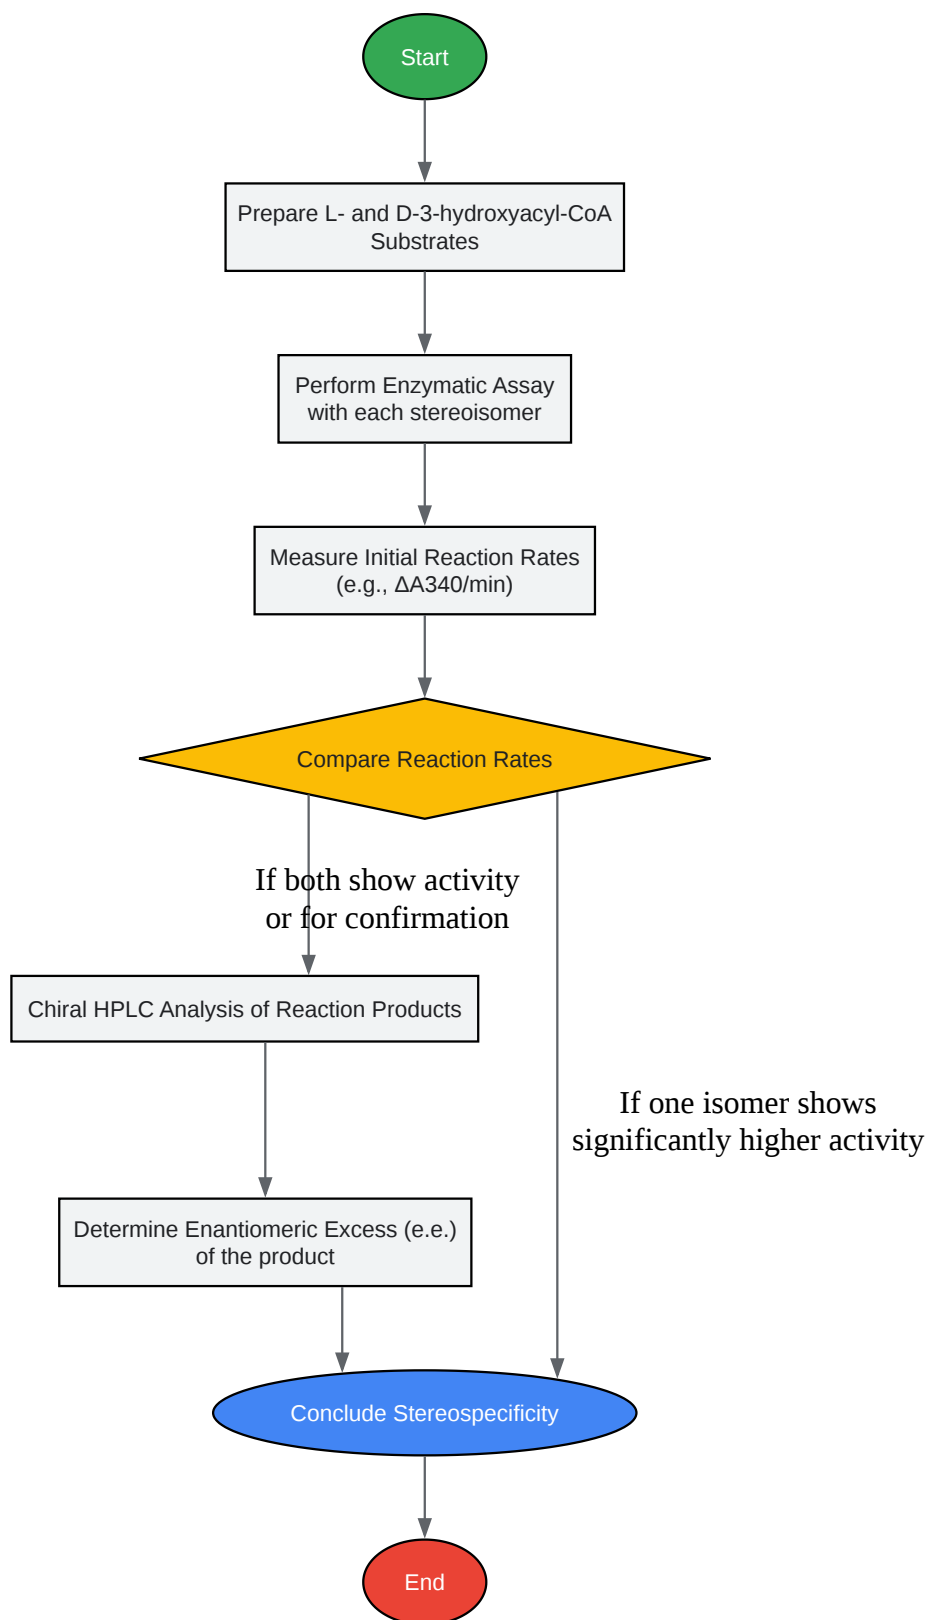 Start
Prepare L- and D-3-hydroxyacyl-CoA
Substrates
Perform Enzymatic Assay
with each stereoisomer
Measure Initial Reaction Rates
(e.g., ΔA340/min)
Compare Reaction Rates
If both show activity
or for confirmation
Chiral HPLC Analysis of Reaction Products
If one isomer shows
significantly higher activity
Determine Enantiomeric Excess (e.e.)
of the product
Conclude Stereospecificity
End